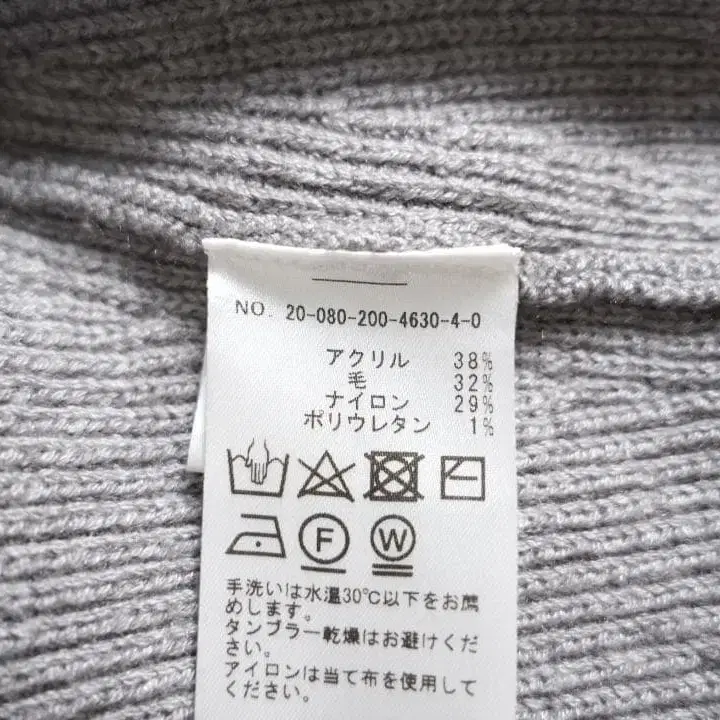 NO. 20-080-200-4630-4-0
アクリル 38%
毛 32%
ナイロン 29%
ポリウレタン 1%
F W
手洗いは水温30℃以下をお薦
めします。
タンブラー乾燥はお避けくだ
さい。
アイロンは当て布を使用して
ください。